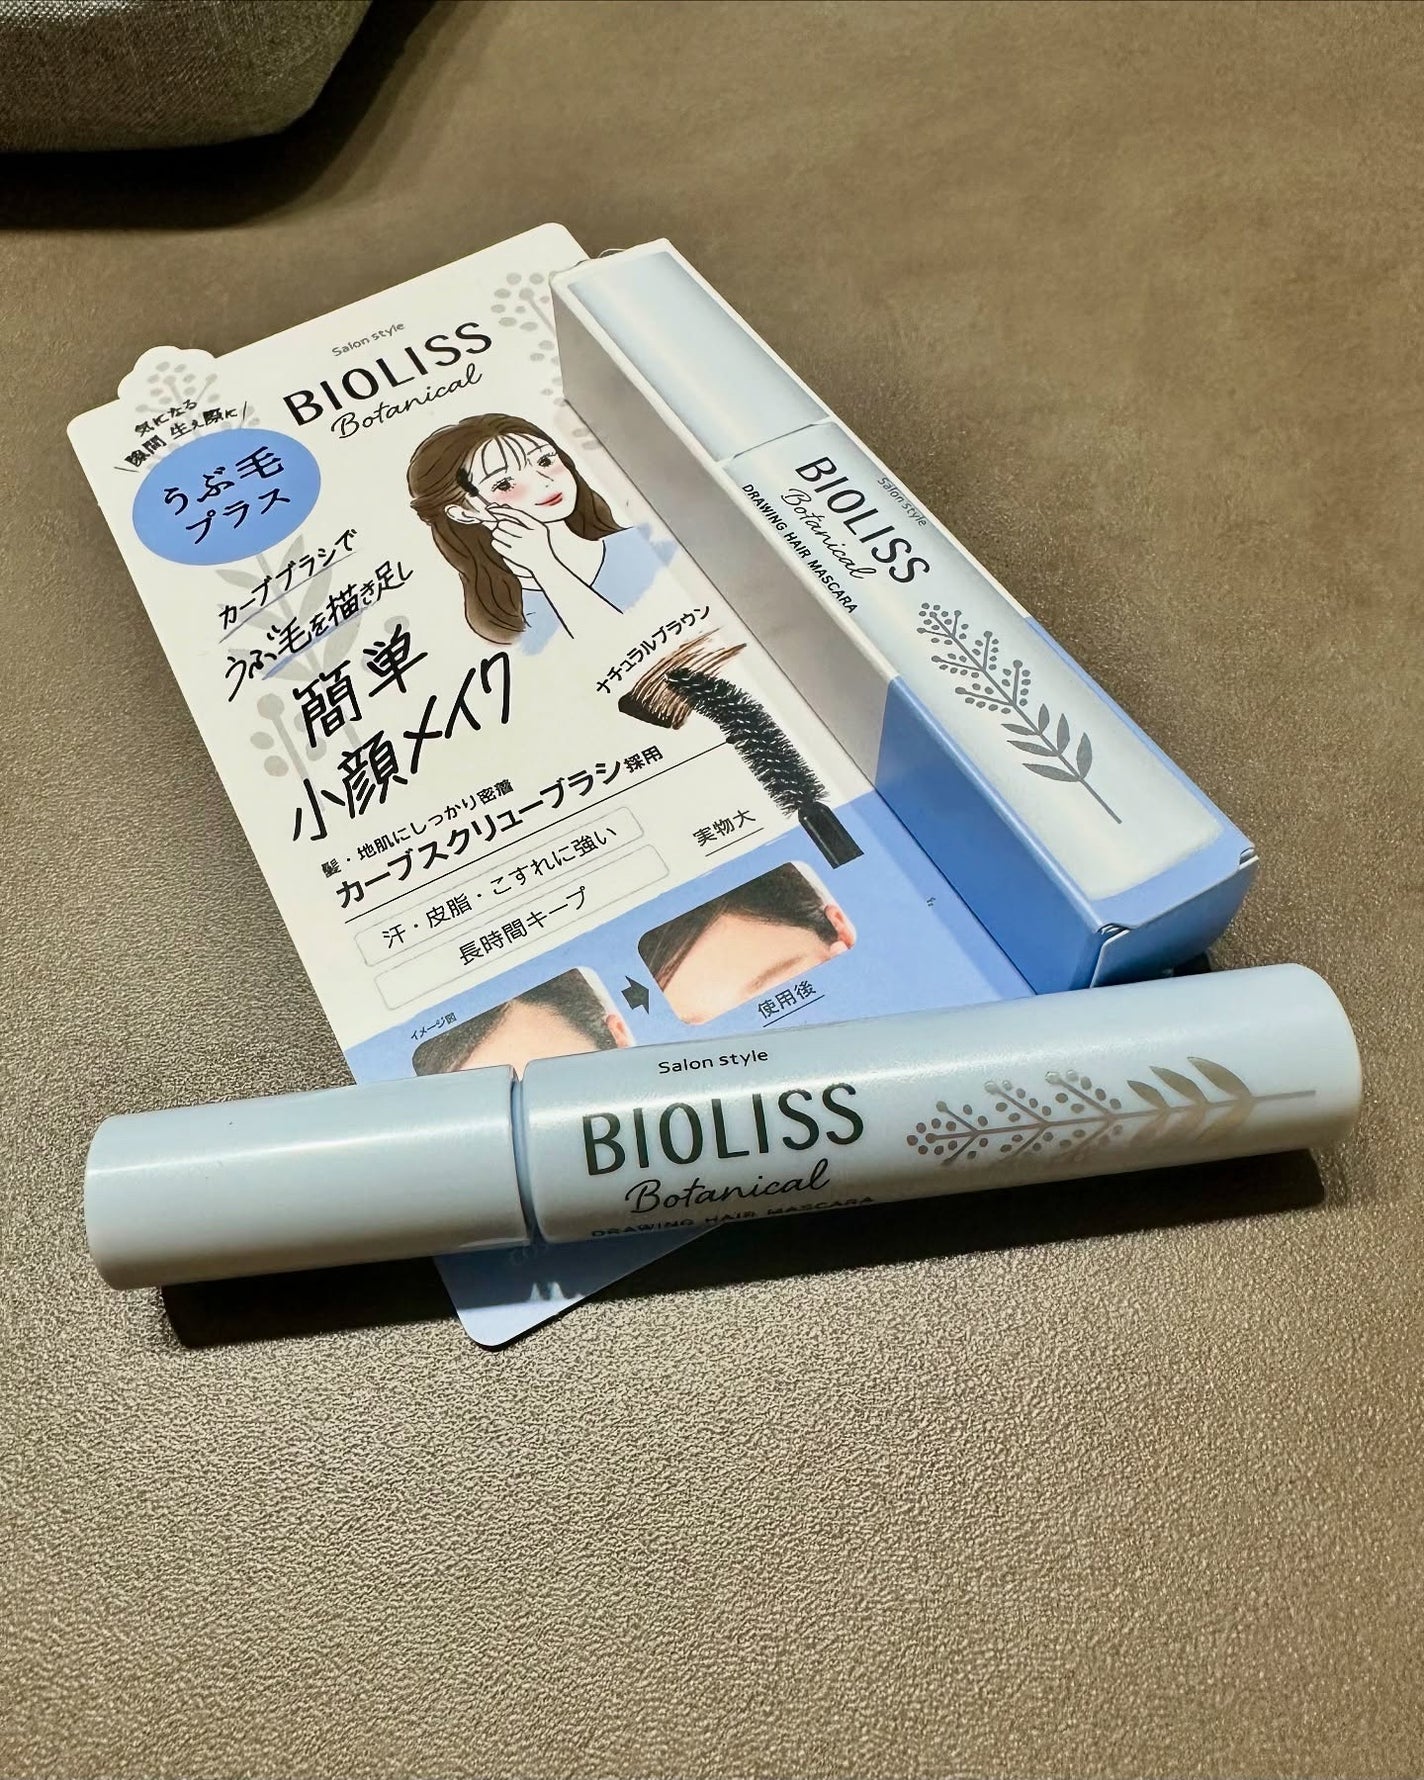 Salon style
BIOLISS
Botanical
気になる
隙間 生え際に
うぶ毛
プラス
カーブブラシで
うぶ毛を描き足し
簡単
小顔メイク
ナチュラルブラウン
髪・地肌にしっかり密着
カーブスクリューブラシ採用
実物大
汗・皮脂・こすれに強い
長時間キープ
イメージ図
使用後
Salon style
BIOLISS
Botanical
DRAWING HAIR MASCARA
Salon style
BIOLISS
Botanical
DRAWING HAIR MASCARA